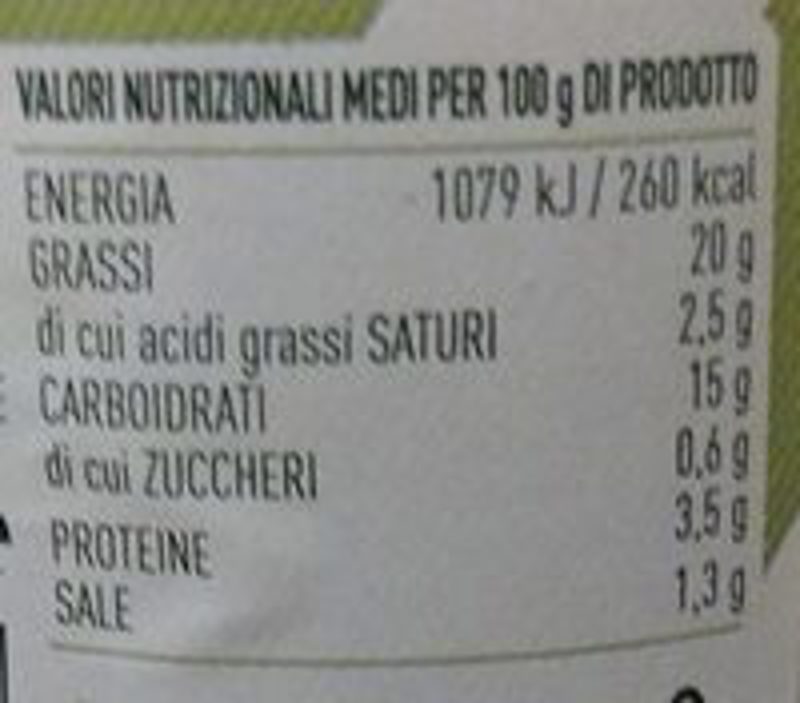 VALORI NUTRIZIONALI MEDI PER 100 g DI PRODOTTO
ENERGIA 1079 kJ / 260 kcal
GRASSI 20 g
di cui acidi grassi SATURI 2,5 g
CARBOIDRATI 15 g
di cui ZUCCHERI 0,6 g
PROTEINE 3,5 g
SALE 1,3 g